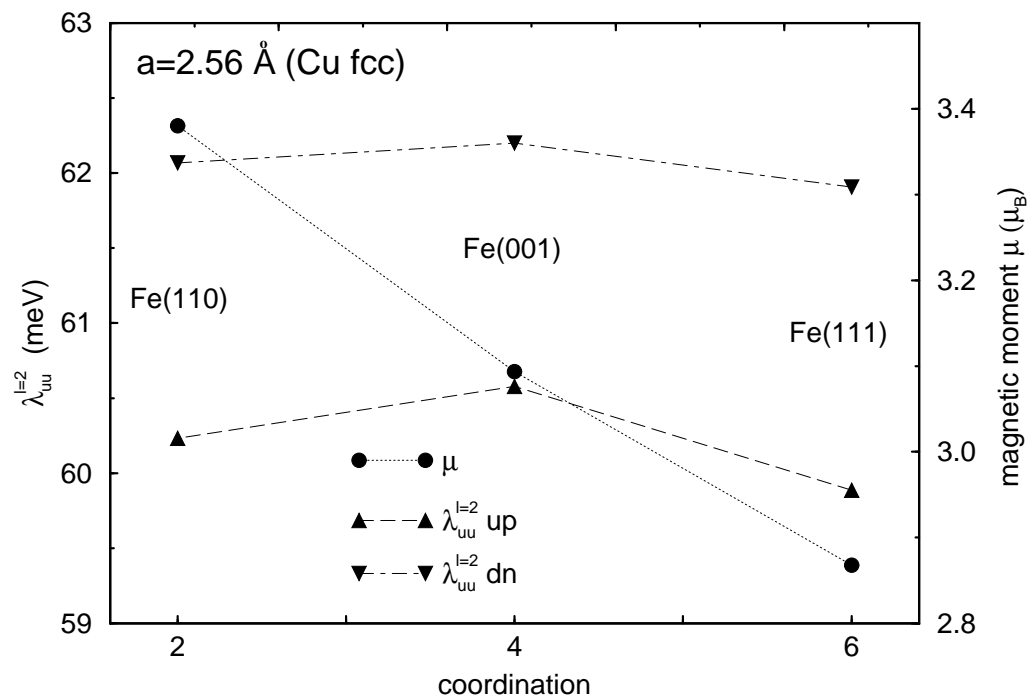 a=2.56 Å (Cu fcc)
63
62
61
60
59
λ_uu^l=2 (meV)
3.4
3.2
3.0
2.8
magnetic moment μ (μ_B)
Fe(110)
Fe(001)
Fe(111)
μ
λ_uu^l=2 up
λ_uu^l=2 dn
2 4 6
coordination